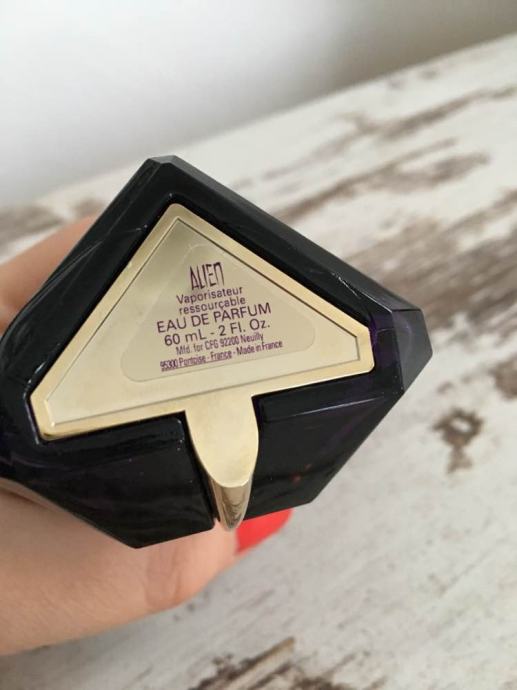 ALIEN
Vaporisateur
ressourçable
EAU DE PARFUM
60 mL - 2 Fl. Oz.
Mfd. for CFG 92200 Neuilly
95300 Pontoise - France - Made in France